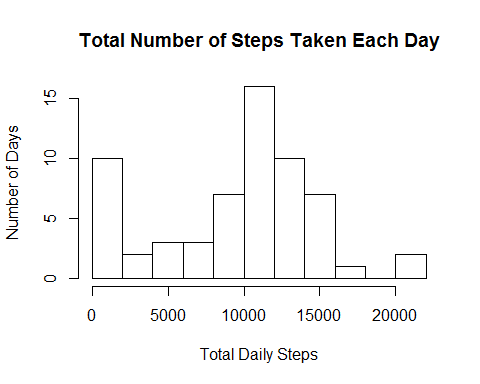 Total Number of Steps Taken Each Day
Number of Days
15
10
5
0
0 5000 10000 15000 20000
Total Daily Steps